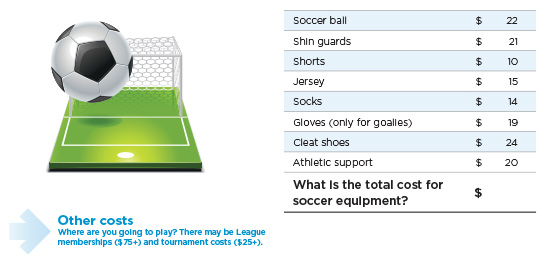 Soccer ball $ 22
Shin guards $ 21
Shorts $ 10
Jersey $ 15
Socks $ 14
Gloves (only for goalies) $ 19
Cleat shoes $ 24
Athletic support $ 20
What is the total cost for
soccer equipment? $
Other costs
Where are you going to play? There may be League
memberships ($75+) and tournament costs ($25+).